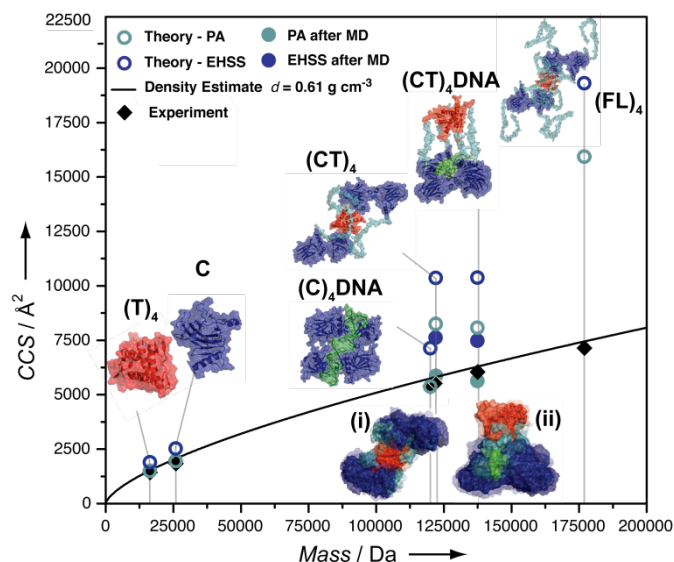 22500
20000
17500
15000
12500
10000
7500
5000
2500
0
CCS / Å²
Theory - PA
PA after MD
Theory - EHSS
EHSS after MD
Density Estimate d = 0.61 g cm⁻³
Experiment
(CT)₄DNA
(FL)₄
(CT)₄
C
(T)₄
(C)₄DNA
(i)
(ii)
0
25000
50000
75000
100000
125000
150000
175000
200000
Mass / Da